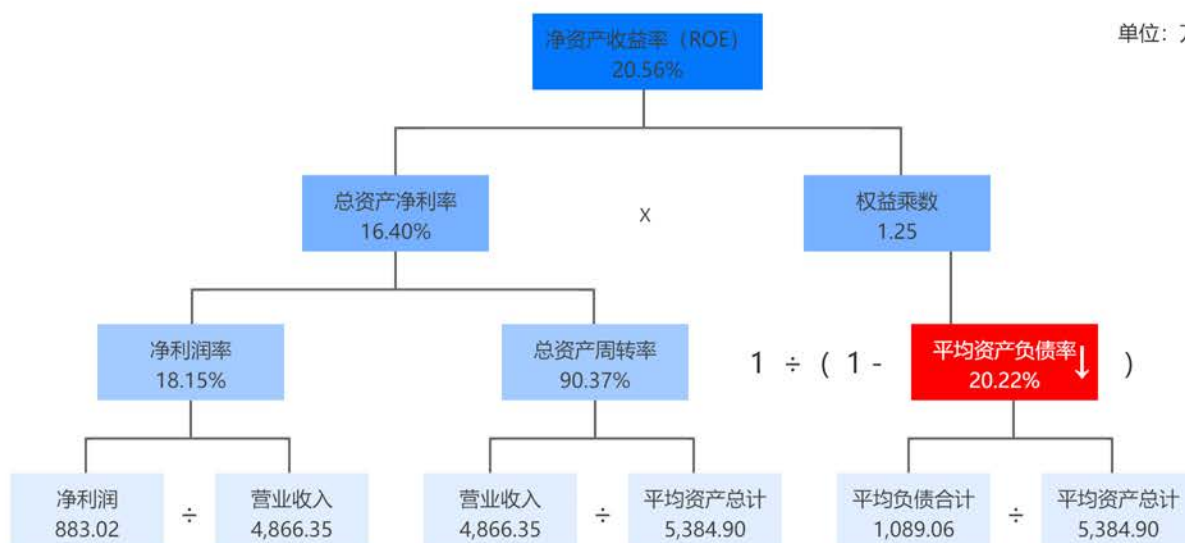 净资产收益率（ROE）
20.56%
单位：
总资产净利率
16.40%
X
权益乘数
1.25
净利润率
18.15%
总资产周转率
90.37%
1 ÷ ( 1 -
平均资产负债率
20.22%
↓
)
净利润
883.02
÷
营业收入
4,866.35
营业收入
4,866.35
÷
平均资产总计
5,384.90
平均负债合计
1,089.06
÷
平均资产总计
5,384.90